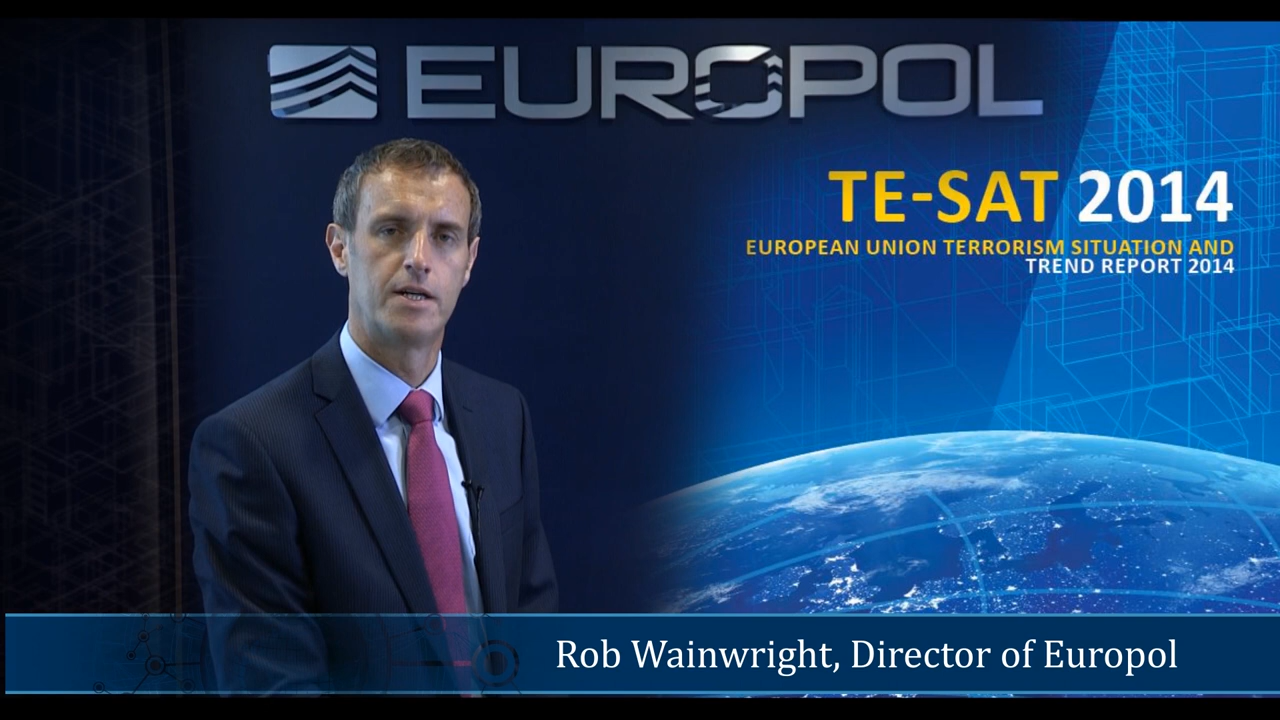 EUROPOL
TE-SAT 2014
EUROPEAN UNION TERRORISM SITUATION AND
TREND REPORT 2014
Rob Wainwright, Director of Europol